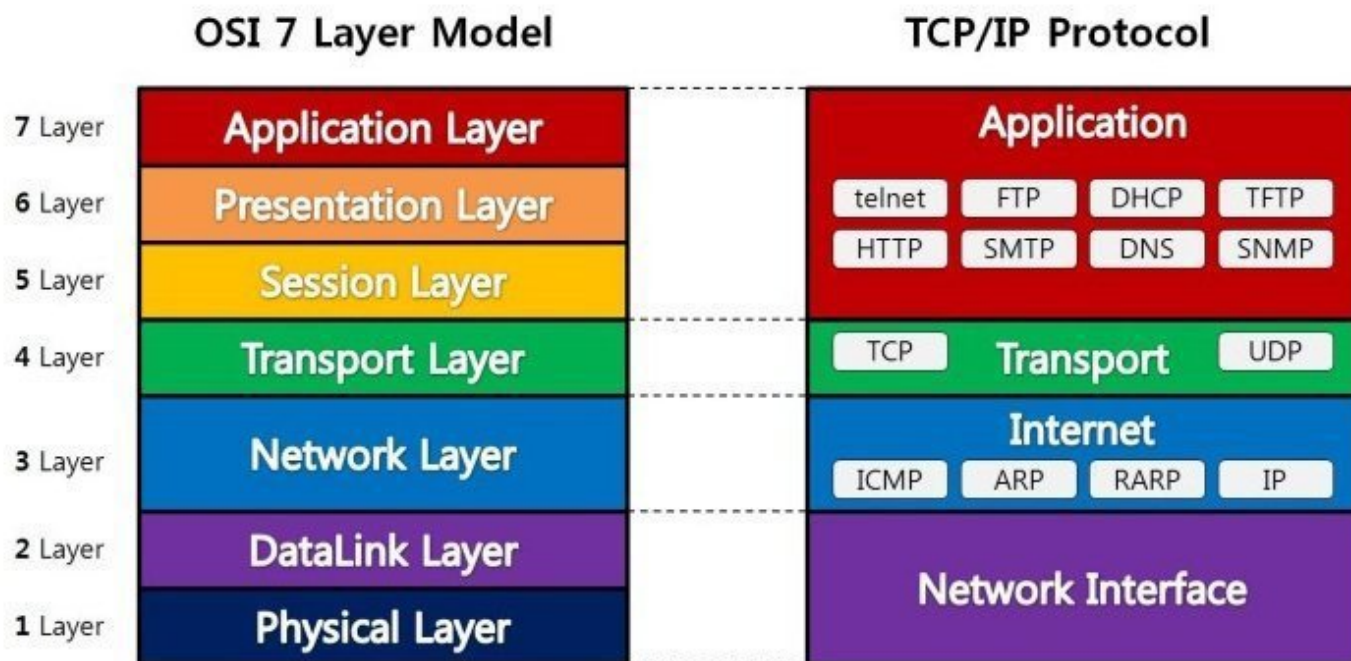 OSI 7 Layer Model
TCP/IP Protocol
7 Layer
Application Layer
6 Layer
Presentation Layer
5 Layer
Session Layer
4 Layer
Transport Layer
3 Layer
Network Layer
2 Layer
DataLink Layer
1 Layer
Physical Layer
Application
telnet FTP DHCP TFTP
HTTP SMTP DNS SNMP
TCP Transport UDP
Internet
ICMP ARP RARP IP
Network Interface